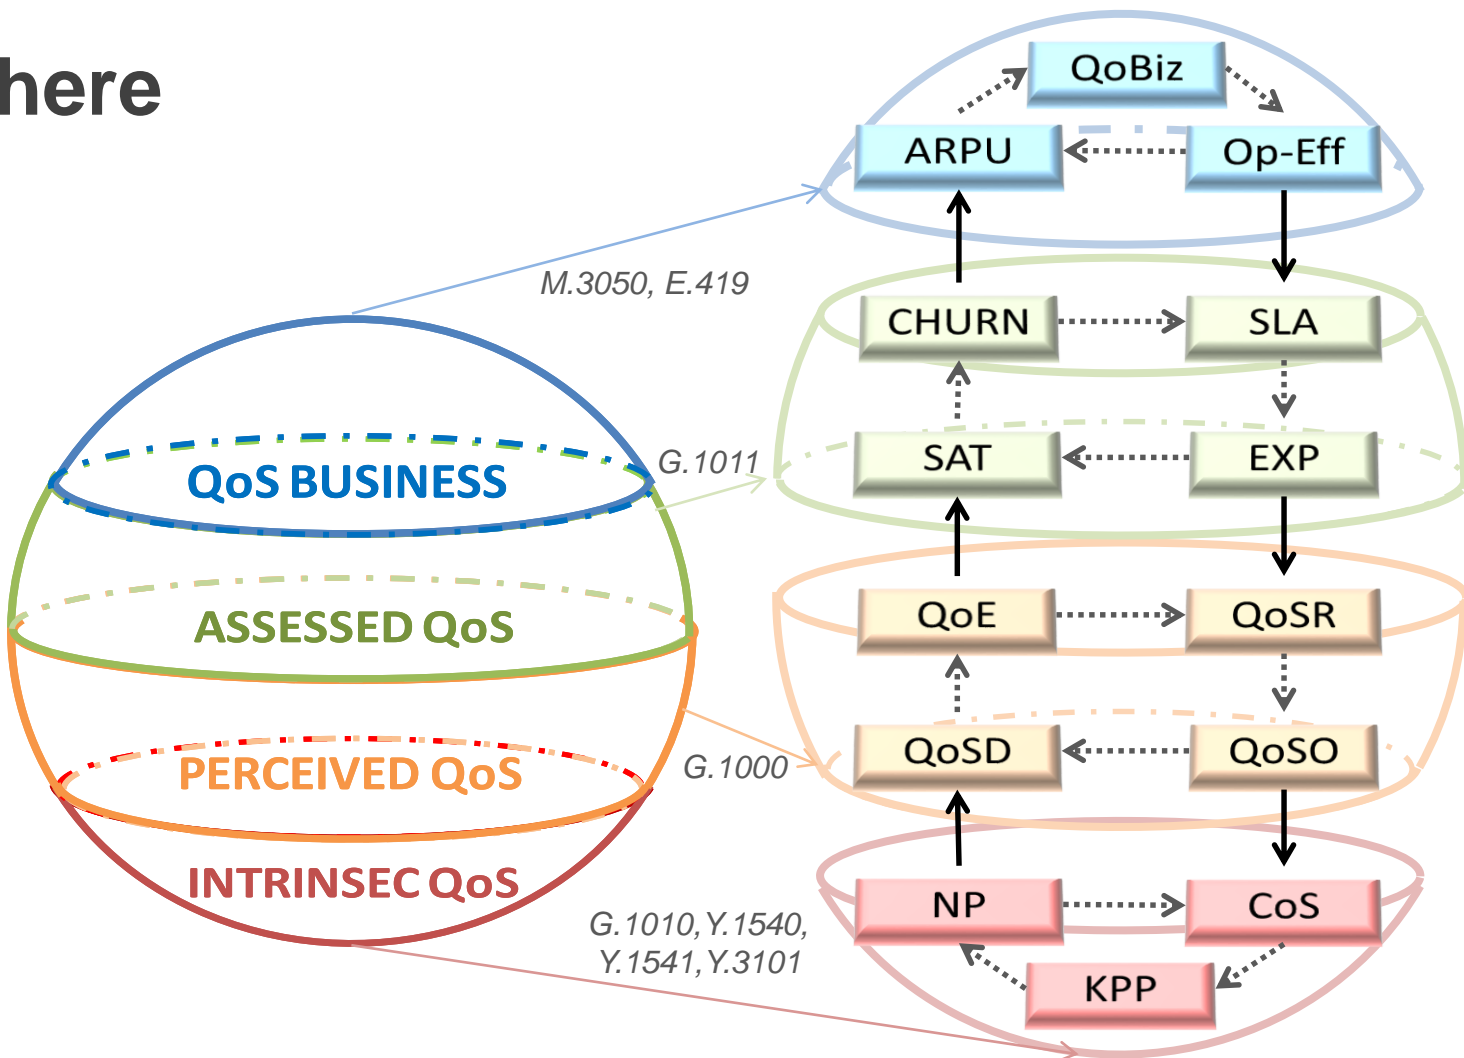 here
QoBiz
ARPU
Op-Eff
M.3050, E.419
CHURN
SLA
QoS BUSINESS
G.1011
SAT
EXP
ASSESSED QoS
QoE
QoSR
PERCEIVED QoS
G.1000
QoSD
QoSO
INTRINSEC QoS
NP
CoS
G.1010,Y.1540,
Y.1541,Y.3101
KPP